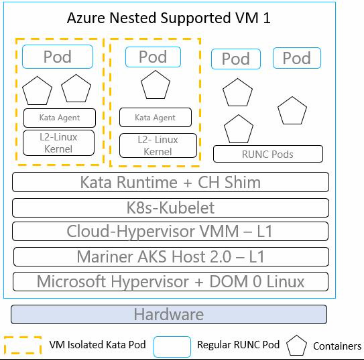 Azure Nested Supported VM 1
Pod
Pod
Pod
Pod
Kata Agent
Kata Agent
L2-Linux
Kernel
L2- Linux
Kernel
RUNC Pods
Kata Runtime + CH Shim
K8s-Kubelet
Cloud-Hypervisor VMM – L1
Mariner AKS Host 2.0 – L1
Microsoft Hypervisor + DOM 0 Linux
Hardware
VM Isolated Kata Pod
Regular RUNC Pod
Containers